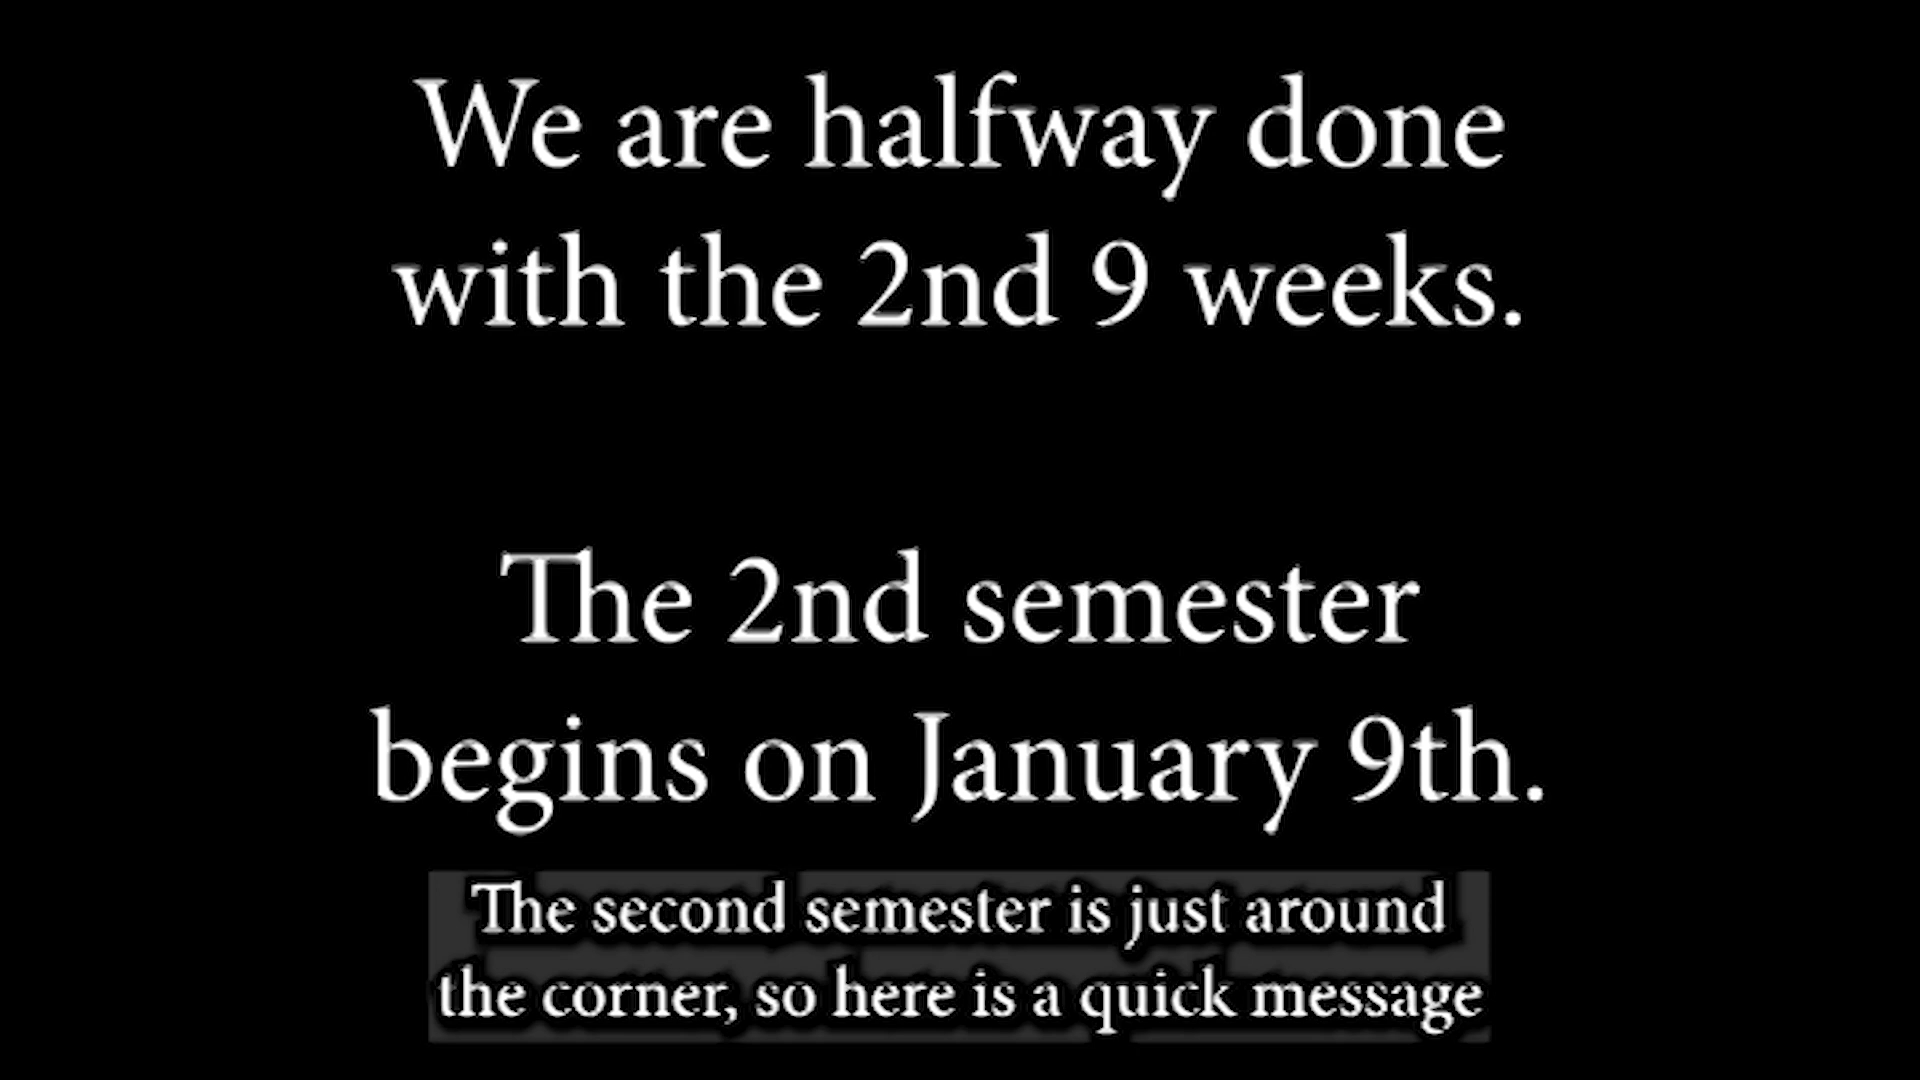 We are halfway done
with the 2nd 9 weeks.
The 2nd semester
begins on January 9th.
The second semester is just around
the corner, so here is a quick message